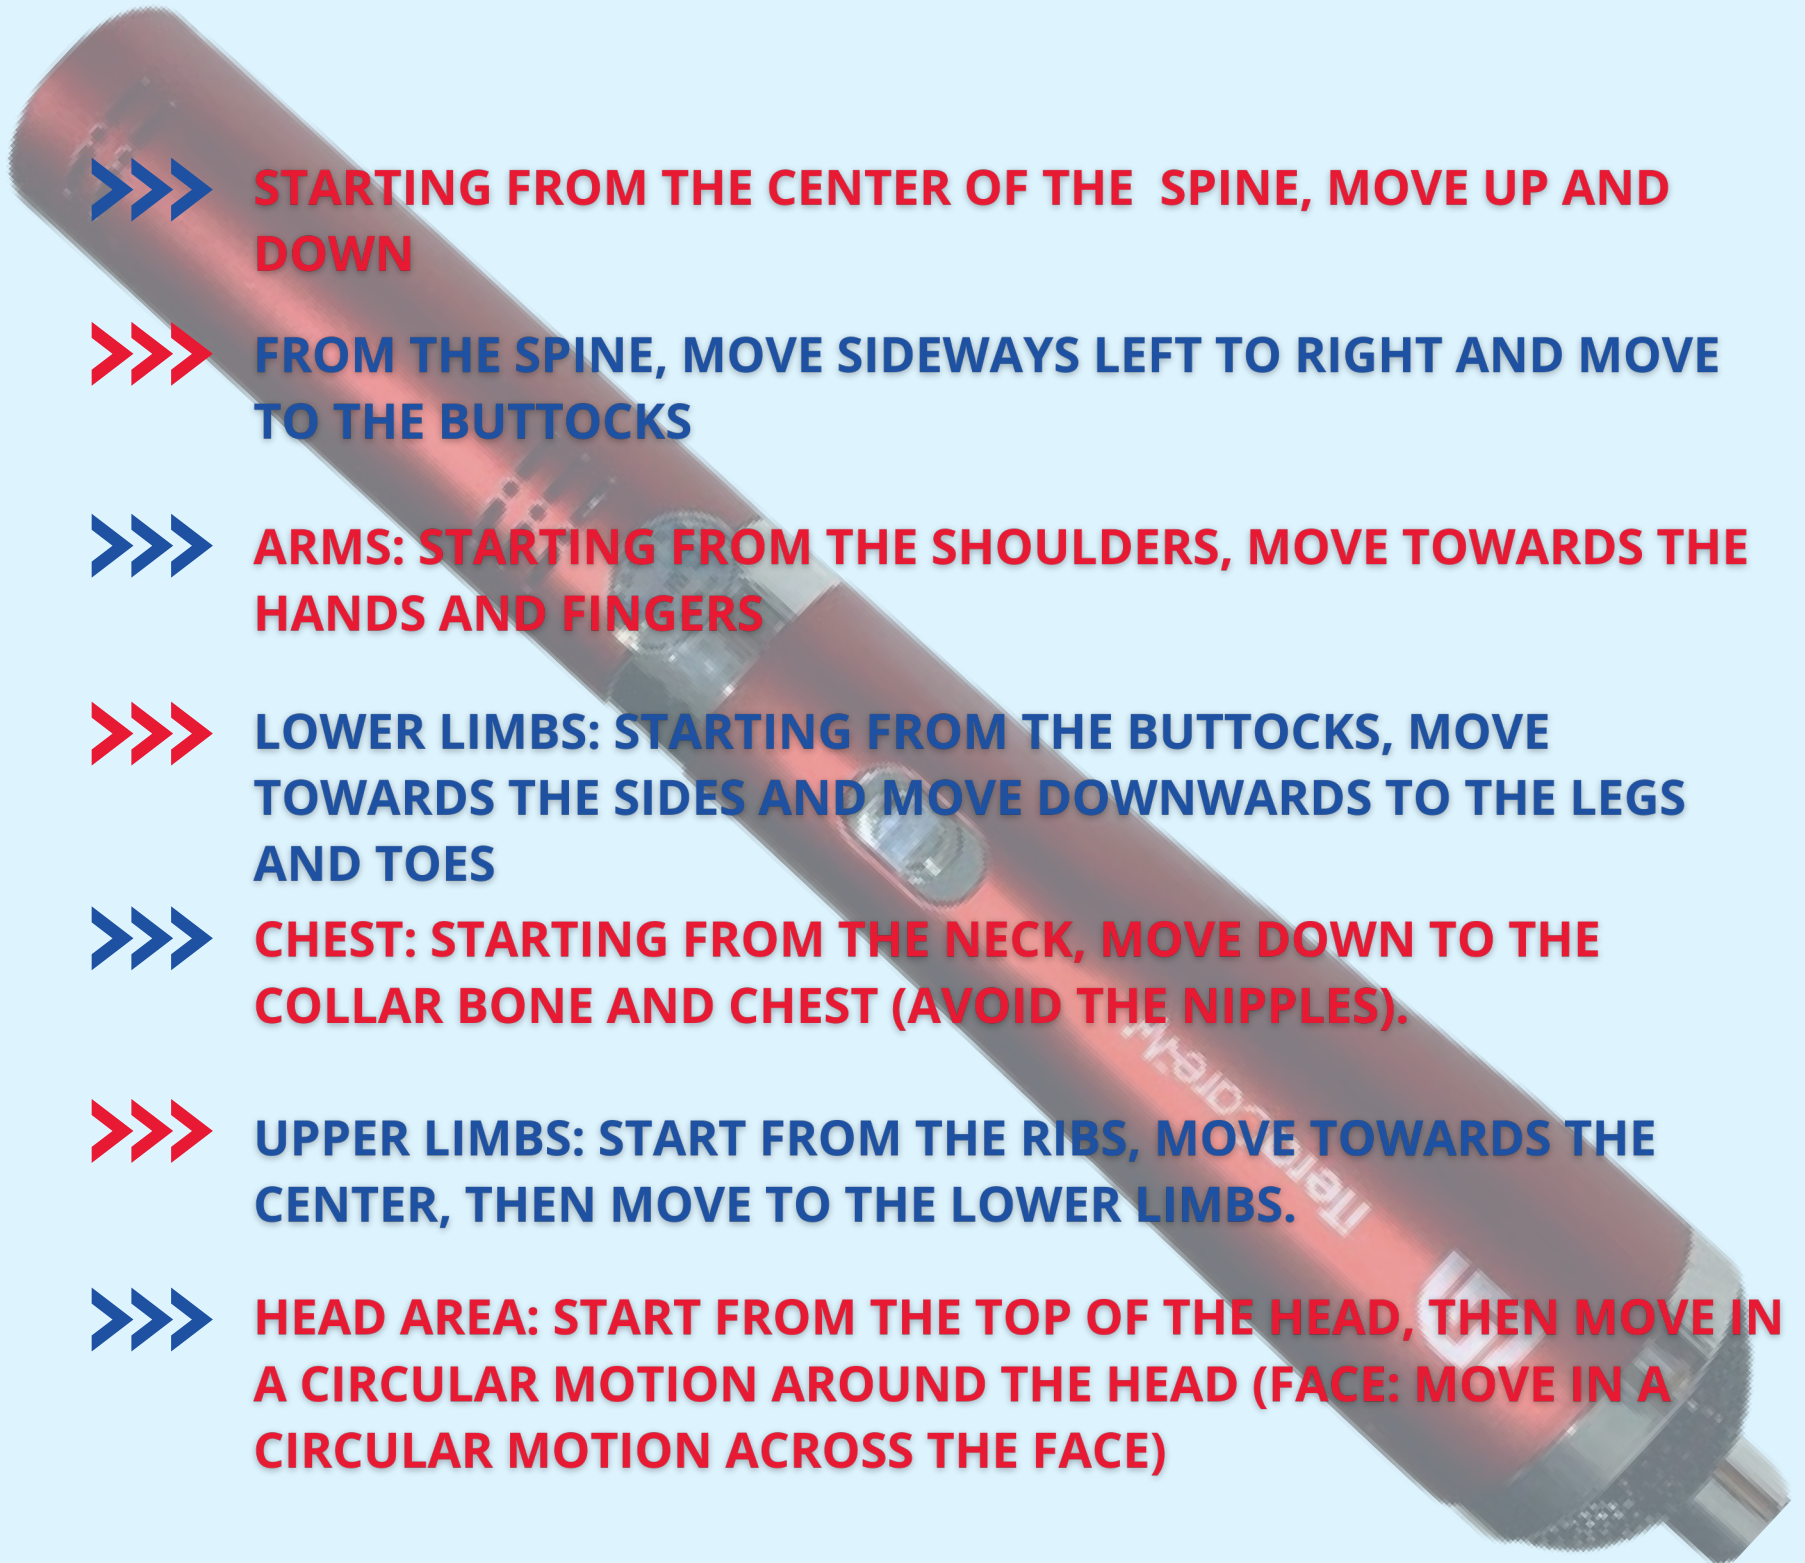 STARTING FROM THE CENTER OF THE SPINE, MOVE UP AND
DOWN
FROM THE SPINE, MOVE SIDEWAYS LEFT TO RIGHT AND MOVE
TO THE BUTTOCKS
ARMS: STARTING FROM THE SHOULDERS, MOVE TOWARDS THE
HANDS AND FINGERS
LOWER LIMBS: STARTING FROM THE BUTTOCKS, MOVE
TOWARDS THE SIDES AND MOVE DOWNWARDS TO THE LEGS
AND TOES
CHEST: STARTING FROM THE NECK, MOVE DOWN TO THE
COLLAR BONE AND CHEST (AVOID THE NIPPLES).
UPPER LIMBS: START FROM THE RIBS, MOVE TOWARDS THE
CENTER, THEN MOVE TO THE LOWER LIMBS.
HEAD AREA: START FROM THE TOP OF THE HEAD, THEN MOVE IN
A CIRCULAR MOTION AROUND THE HEAD (FACE: MOVE IN A
CIRCULAR MOTION ACROSS THE FACE)